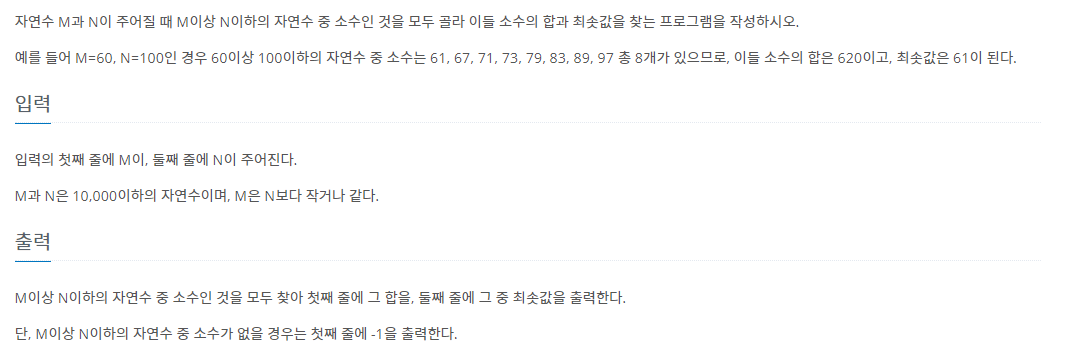 자연수 M과 N이 주어질 때 M이상 N이하의 자연수 중 소수인 것을 모두 골라 이들 소수의 합과 최솟값을 찾는 프로그램을 작성하시오.
예를 들어 M=60, N=100인 경우 60이상 100이하의 자연수 중 소수는 61, 67, 71, 73, 79, 83, 89, 97 총 8개가 있으므로, 이들 소수의 합은 620이고, 최솟값은 61이 된다.
입력
입력의 첫째 줄에 M이, 둘째 줄에 N이 주어진다.
M과 N은 10,000이하의 자연수이며, M은 N보다 작거나 같다.
출력
M이상 N이하의 자연수 중 소수인 것을 모두 찾아 첫째 줄에 그 합을, 둘째 줄에 그 중 최솟값을 출력한다.
단, M이상 N이하의 자연수 중 소수가 없을 경우는 첫째 줄에 -1을 출력한다.